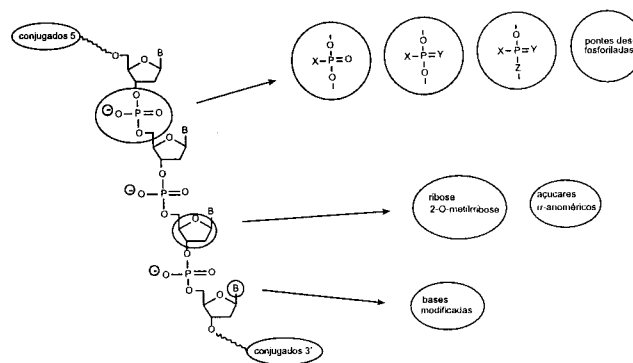 conjugados 5
pontes des
fosforiladas
ribose
2-O-metilribose
açucares
α-anoméricos
bases
modificadas
conjugados 3'
O
B
O
O
O
P
O
X
P
O
O
O
X
P
Y
O
O
X
P
Y
Z
O
P
O
O
O
B
O
O
P
O
O
O
B
O
O
P
O
O
O
B
O